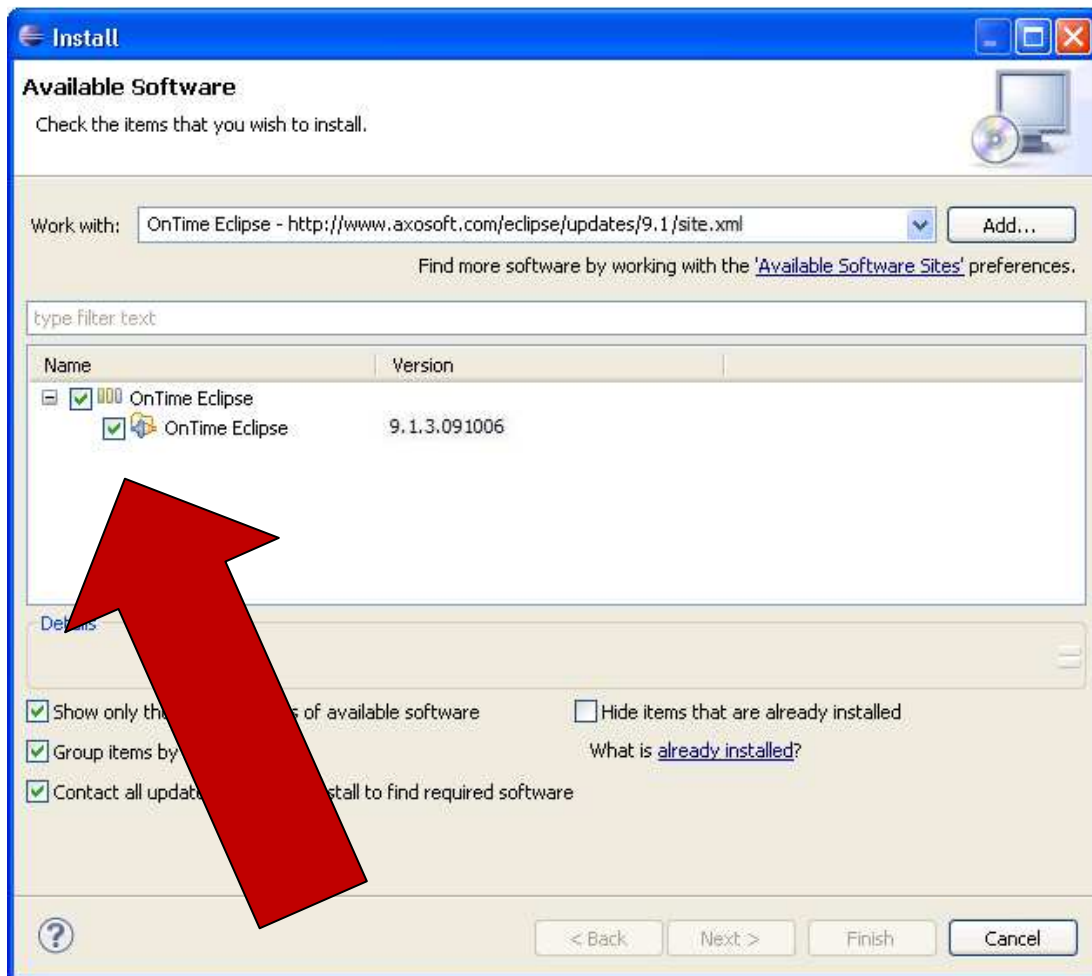 Install
Available Software
Check the items that you wish to install.
Work with: OnTime Eclipse - http://www.axosoft.com/eclipse/updates/9.1/site.xml Add...
Find more software by working with the 'Available Software Sites' preferences.
type filter text
Name Version
OnTime Eclipse
OnTime Eclipse 9.1.3.091006
Details
Show only the of available software Hide items that are already installed
Group items by What is already installed?
Contact all update to find required software
? < Back Next > Finish Cancel